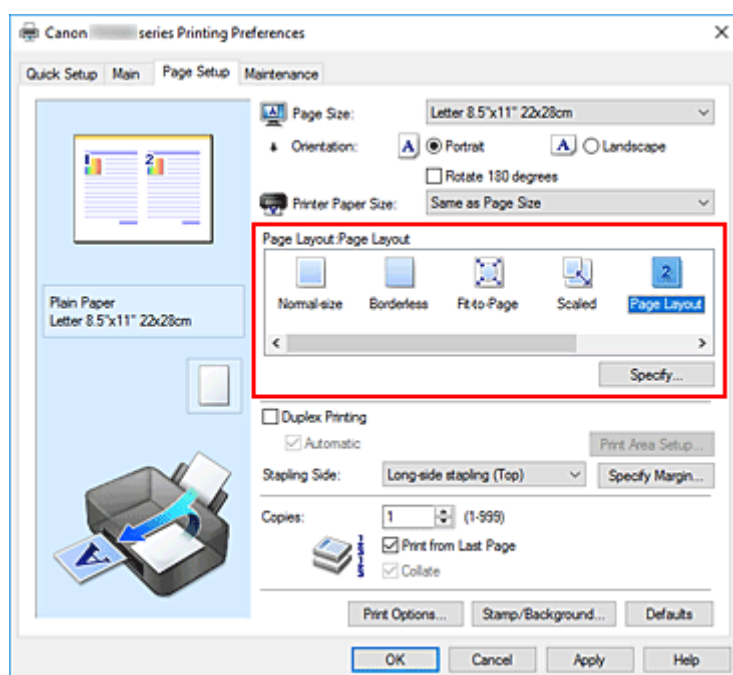 Canon series Printing Preferences
Quick Setup Main Page Setup Maintenance
Page Size: Letter 8.5"x11" 22x28cm
Orientation: A Portrait A Landscape
Rotate 180 degrees
Printer Paper Size: Same as Page Size
Page Layout:Page Layout
2
Normal-size Borderless Fit-to-Page Scaled Page Layout
Specify...
1 2
Plain Paper
Letter 8.5"x11" 22x28cm
Duplex Printing
Automatic Print Area Setup...
Stapling Side: Long-side stapling (Top) Specify Margin...
Copies: 1 (1-999)
Print from Last Page
Collate
A
Print Options... Stamp/Background... Defaults
OK Cancel Apply Help